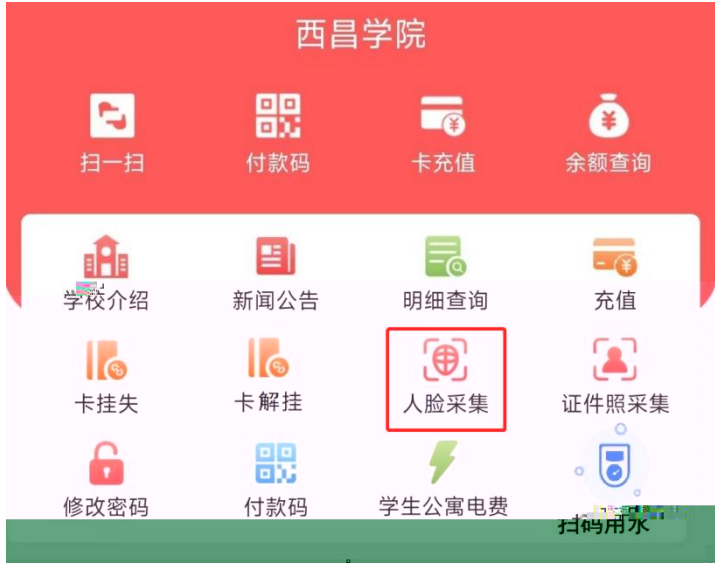 西昌学院
扫一扫 付款码 卡充值 余额查询
学校介绍 新闻公告 明细查询 充值
卡挂失 卡解挂 人脸采集 证件照采集
修改密码 付款码 学生公寓电费 扫码用水